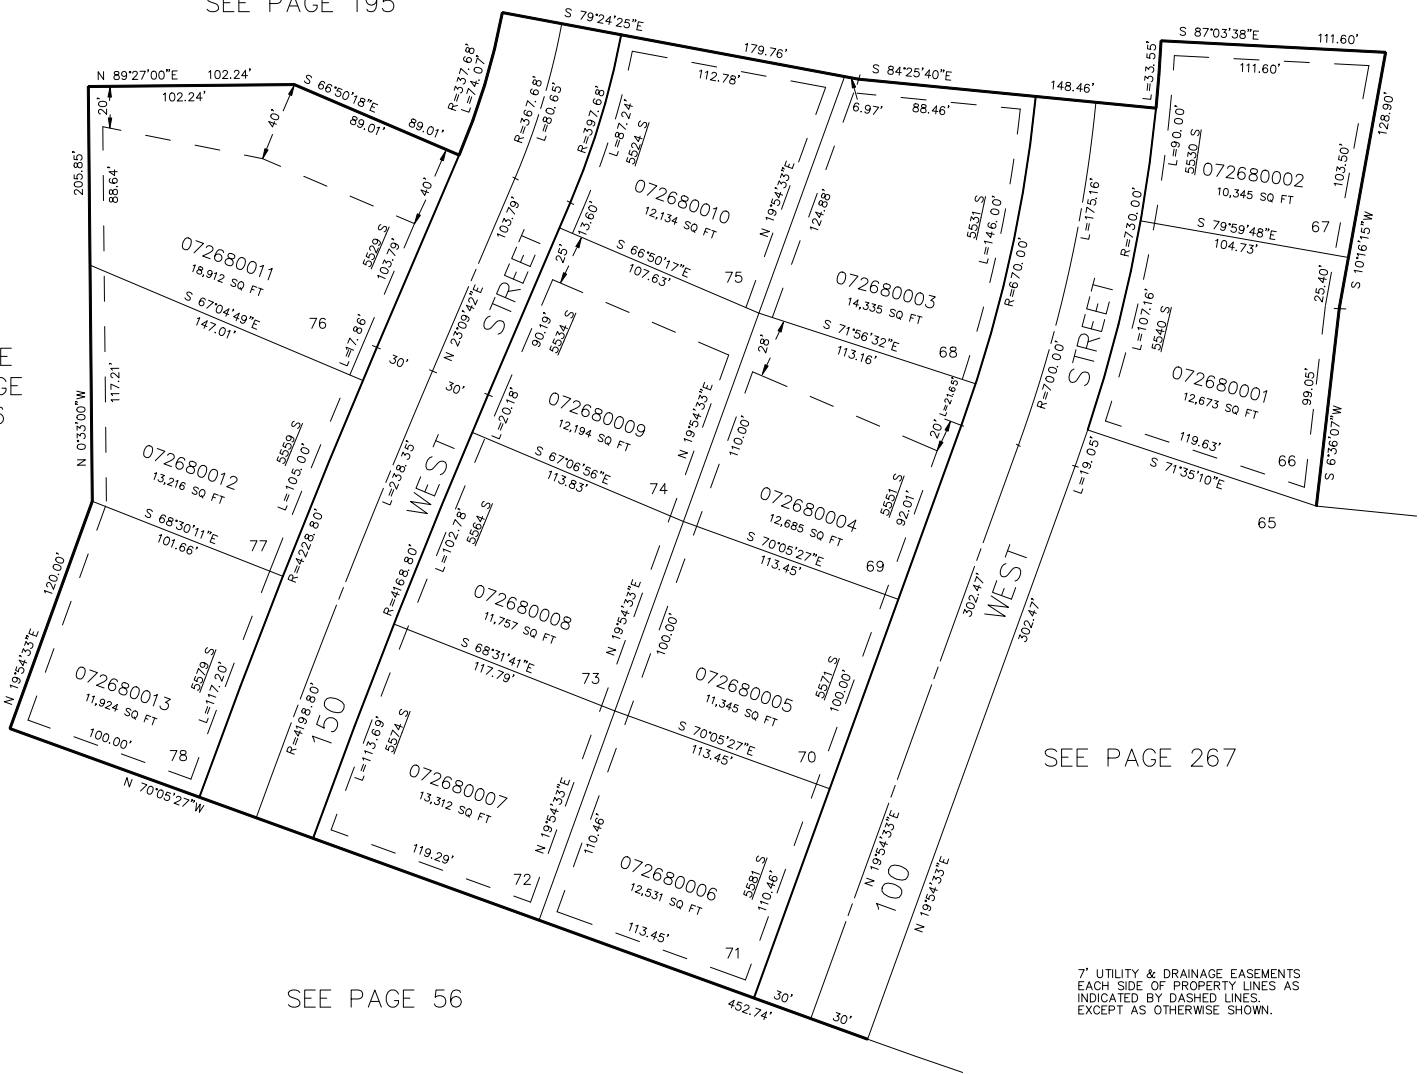 SEE PAGE 195
S 79°24'25"E
179.76'
S 84°25'40"E
148.46'
S 87°03'38"E
111.60'
111.60'
L=33.55'
128.90'
N 89°27'00"E
102.24'
102.24'
S 66°50'18"E
89.01'
89.01'
R=337.68'
L=74.07'
R=367.68'
L=80.65'
R=397.68'
L=87.24'
5524 S
112.78'
6.97'
88.46'
20'
40'
40'
205.85'
88.64'
072680011
18,912 SQ FT
5529 S
103.79'
103.79'
S 67°04'49"E
147.01'
76
L=17.86'
N 23°09'42"E
STREET
13.60'
25'
072680010
12,134 SQ FT
N 19°54'33"E
S 66°50'17"E
107.63'
75
124.88'
072680003
14,335 SQ FT
5531 S
L=146.00'
R=670.00'
S 71°56'32"E
113.16'
68
L=175.16'
R=730.00'
L=90.00'
5530 S
072680002
10,345 SQ FT
103.50'
67
S 79°59'48"E
104.73'
S 10°16'15"W
25.40'
L=107.16'
5540 S
072680001
12,673 SQ FT
99.05'
119.63'
66
S 71°35'10"E
S 6°36'07"W
65
STREET
R=700.00'
L=19.05'
E
GE
N 0°33'00"W
117.21'
072680012
13,216 SQ FT
5559 S
L=105.00'
S 68°30'11"E
101.66'
77
R=4228.80'
30'
30'
L=238.35'
WEST
90.19'
5534 S
L=20.18'
072680009
12,194 SQ FT
N 19°54'33"E
S 67°06'56"E
113.83'
74
28'
110.00'
L=21.65'
20'
072680004
12,685 SQ FT
5551 S
92.01'
S 70°05'27"E
113.45'
69
120.00'
N 19°54'33"E
072680013
11,924 SQ FT
5579 S
L=117.20'
100.00'
78
N 70°05'27"W
R=4198.80'
150
R=4168.80'
L=102.78'
5564 S
072680008
11,757 SQ FT
N 19°54'33"E
S 68°31'41"E
117.79'
73
100.00'
072680005
11,345 SQ FT
5571 S
100.00'
S 70°05'27"E
113.45'
70
302.47'
WEST
302.47'
L=113.69'
5574 S
072680007
13,312 SQ FT
119.29'
72
N 19°54'33"E
110.46'
072680006
12,531 SQ FT
5581 S
110.46'
113.45'
71
N 19°54'33"E
100
N 19°54'33"E
SEE PAGE 267
SEE PAGE 56
452.74'
30'
30'
7' UTILITY & DRAINAGE EASEMENTS
EACH SIDE OF PROPERTY LINES AS
INDICATED BY DASHED LINES.
EXCEPT AS OTHERWISE SHOWN.